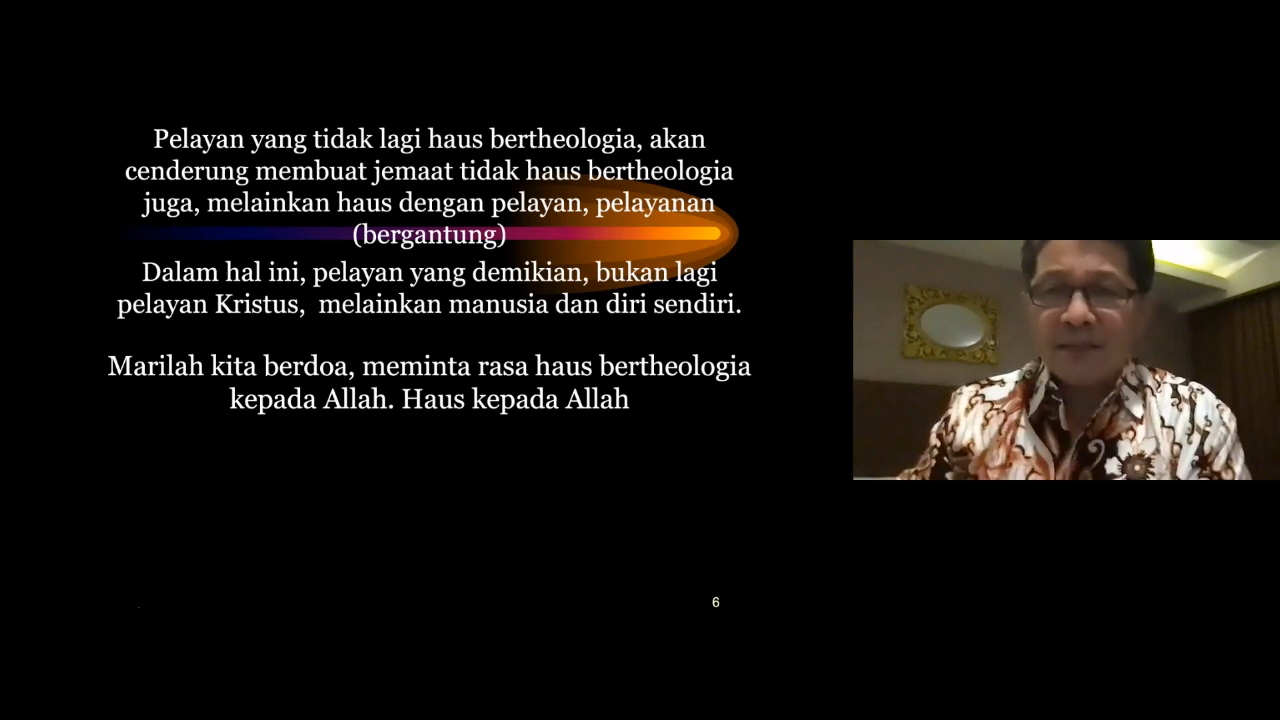 Pelayan yang tidak lagi haus bertheologia, akan
cenderung membuat jemaat tidak haus bertheologia
juga, melainkan haus dengan pelayan, pelayanan
(bergantung)
Dalam hal ini, pelayan yang demikian, bukan lagi
pelayan Kristus,  melainkan manusia dan diri sendiri.
Marilah kita berdoa, meminta rasa haus bertheologia
kepada Allah. Haus kepada Allah
6